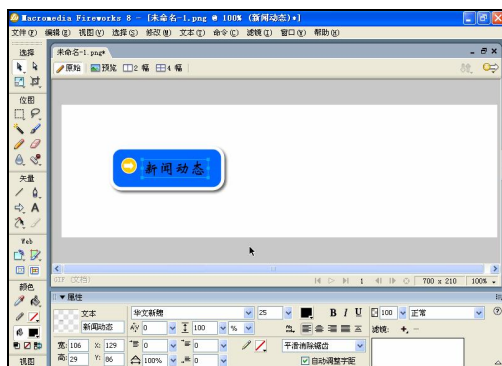 Macromedia Fireworks 8 - [未命名-1.png @ 100% (新闻动态)*]
文件(F) 编辑(E) 视图(V) 选择(S) 修改(M) 文本(T) 命令(C) 滤镜(I) 窗口(W) 帮助(H)
选择
未命名-1.png*
原始 预览 2 幅 4 幅
位图
新闻动态
矢量
Web
GIF (文档) 1 700 x 210 100%
颜色
属性
文本 华文新魏 25 B I U 100 正常
新闻动态 0 100 % 滤镜:
宽: 106 X: 129 0 0 平滑消除锯齿
高: 29 Y: 86 100% 0 自动调整字距
视图